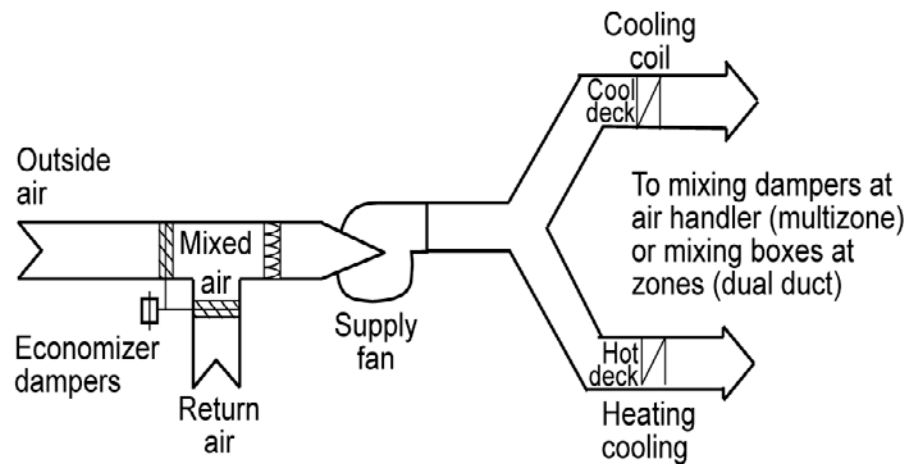 Outside
air
Mixed
air
Economizer
dampers
Return
air
Supply
fan
Cooling
coil
Cool
deck
To mixing dampers at
air handler (multizone)
or mixing boxes at
zones (dual duct)
Hot
deck
Heating
cooling